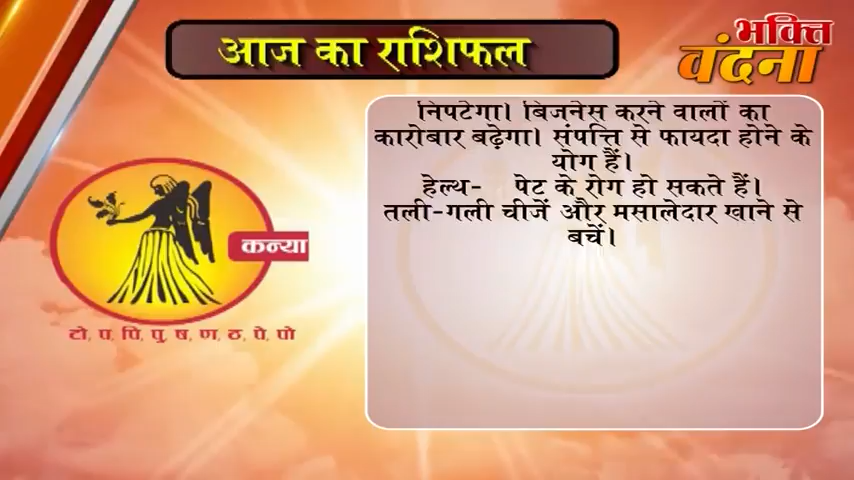 आज का राशिफल
भक्ति
वंदना
निपटेगा। बिजनेस करने वालों का
कारोबार बढ़ेगा। संपत्ति से फायदा होने के
योग हैं।
हेल्थ- पेट के रोग हो सकते हैं।
तली-गली चीजें और मसालेदार खाने से
बचें।
कन्या
टो, प, पि, पु, ष, ण, ठ, पे, पो